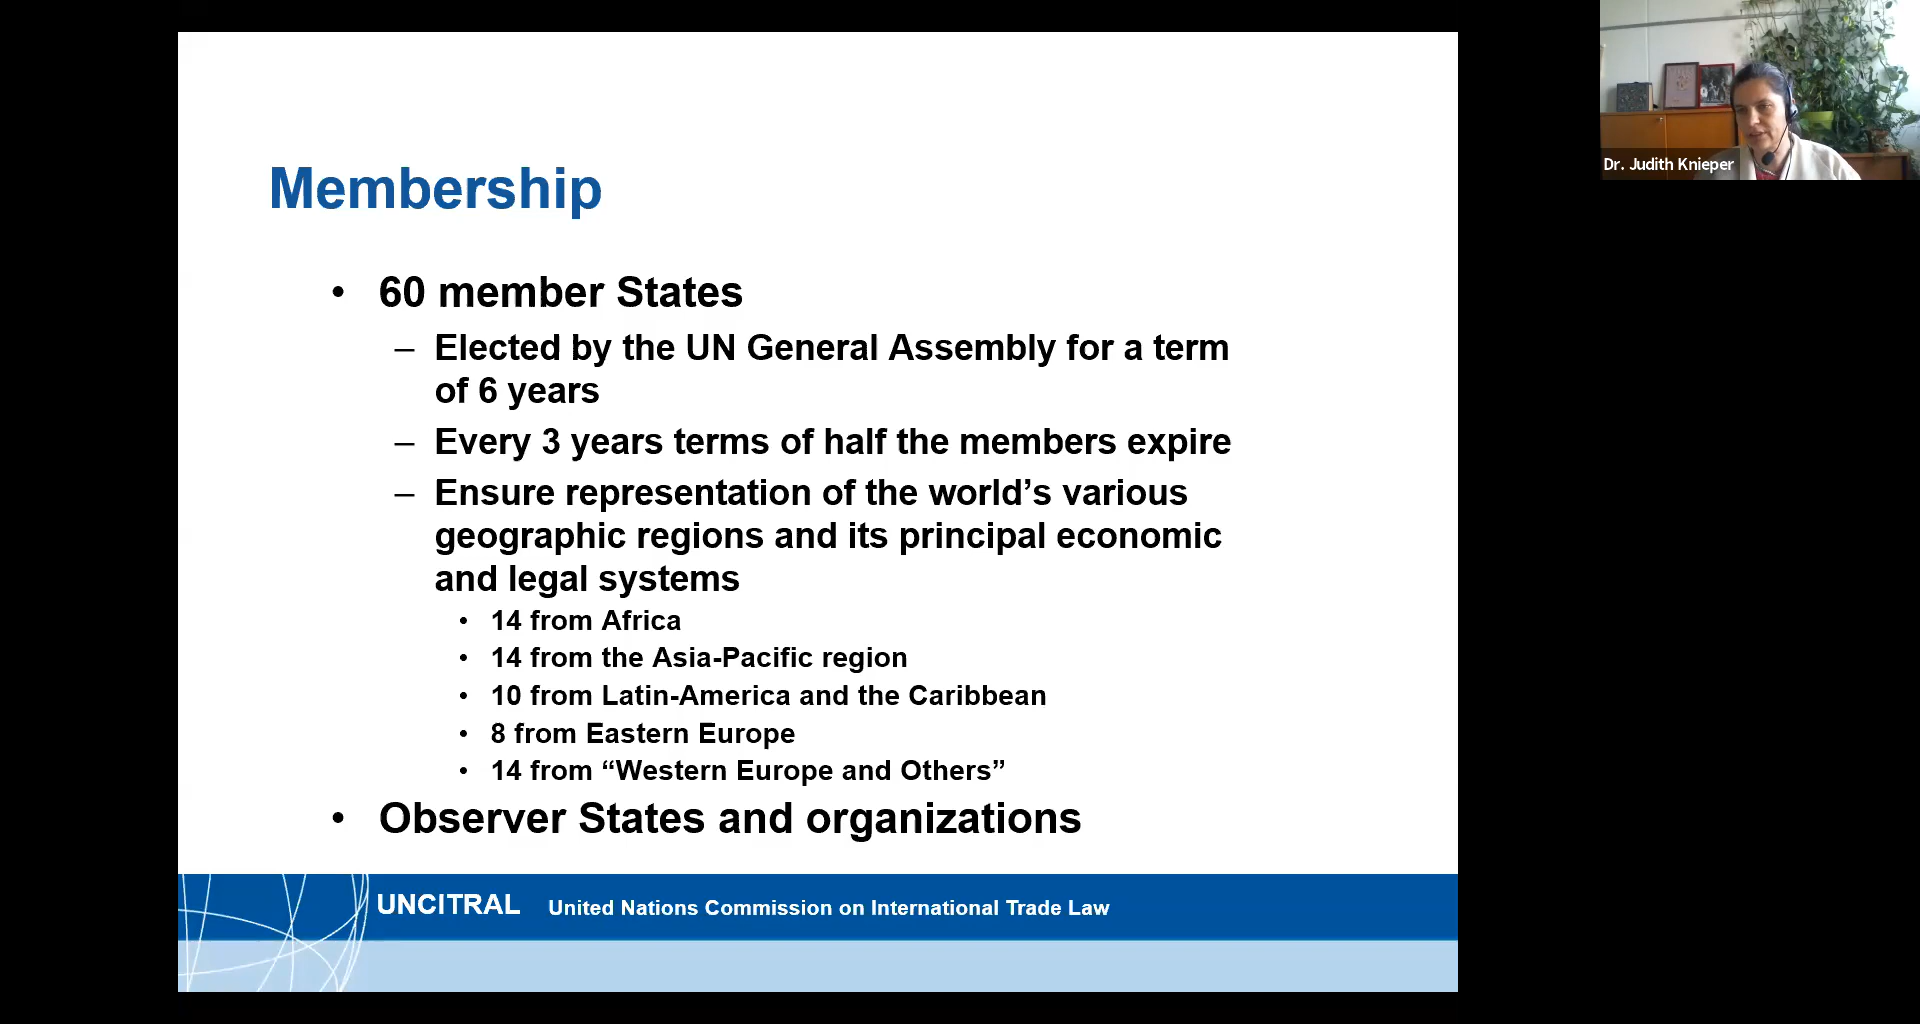 Membership
• 60 member States
– Elected by the UN General Assembly for a term
of 6 years
– Every 3 years terms of half the members expire
– Ensure representation of the world’s various
geographic regions and its principal economic
and legal systems
• 14 from Africa
• 14 from the Asia-Pacific region
• 10 from Latin-America and the Caribbean
• 8 from Eastern Europe
• 14 from “Western Europe and Others”
• Observer States and organizations
UNCITRAL United Nations Commission on International Trade Law
Dr. Judith Knieper